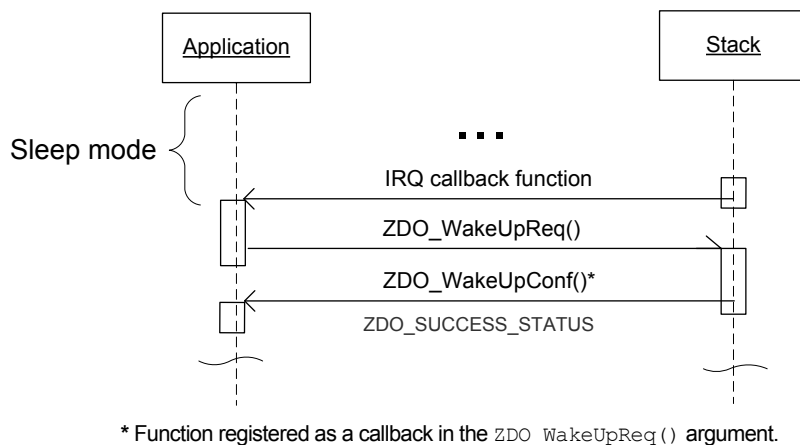 Application
Stack
Sleep mode
...
IRQ callback function
ZDO_WakeUpReq()
ZDO_WakeUpConf()*
ZDO_SUCCESS_STATUS
* Function registered as a callback in the ZDO WakeUpReq() argument.